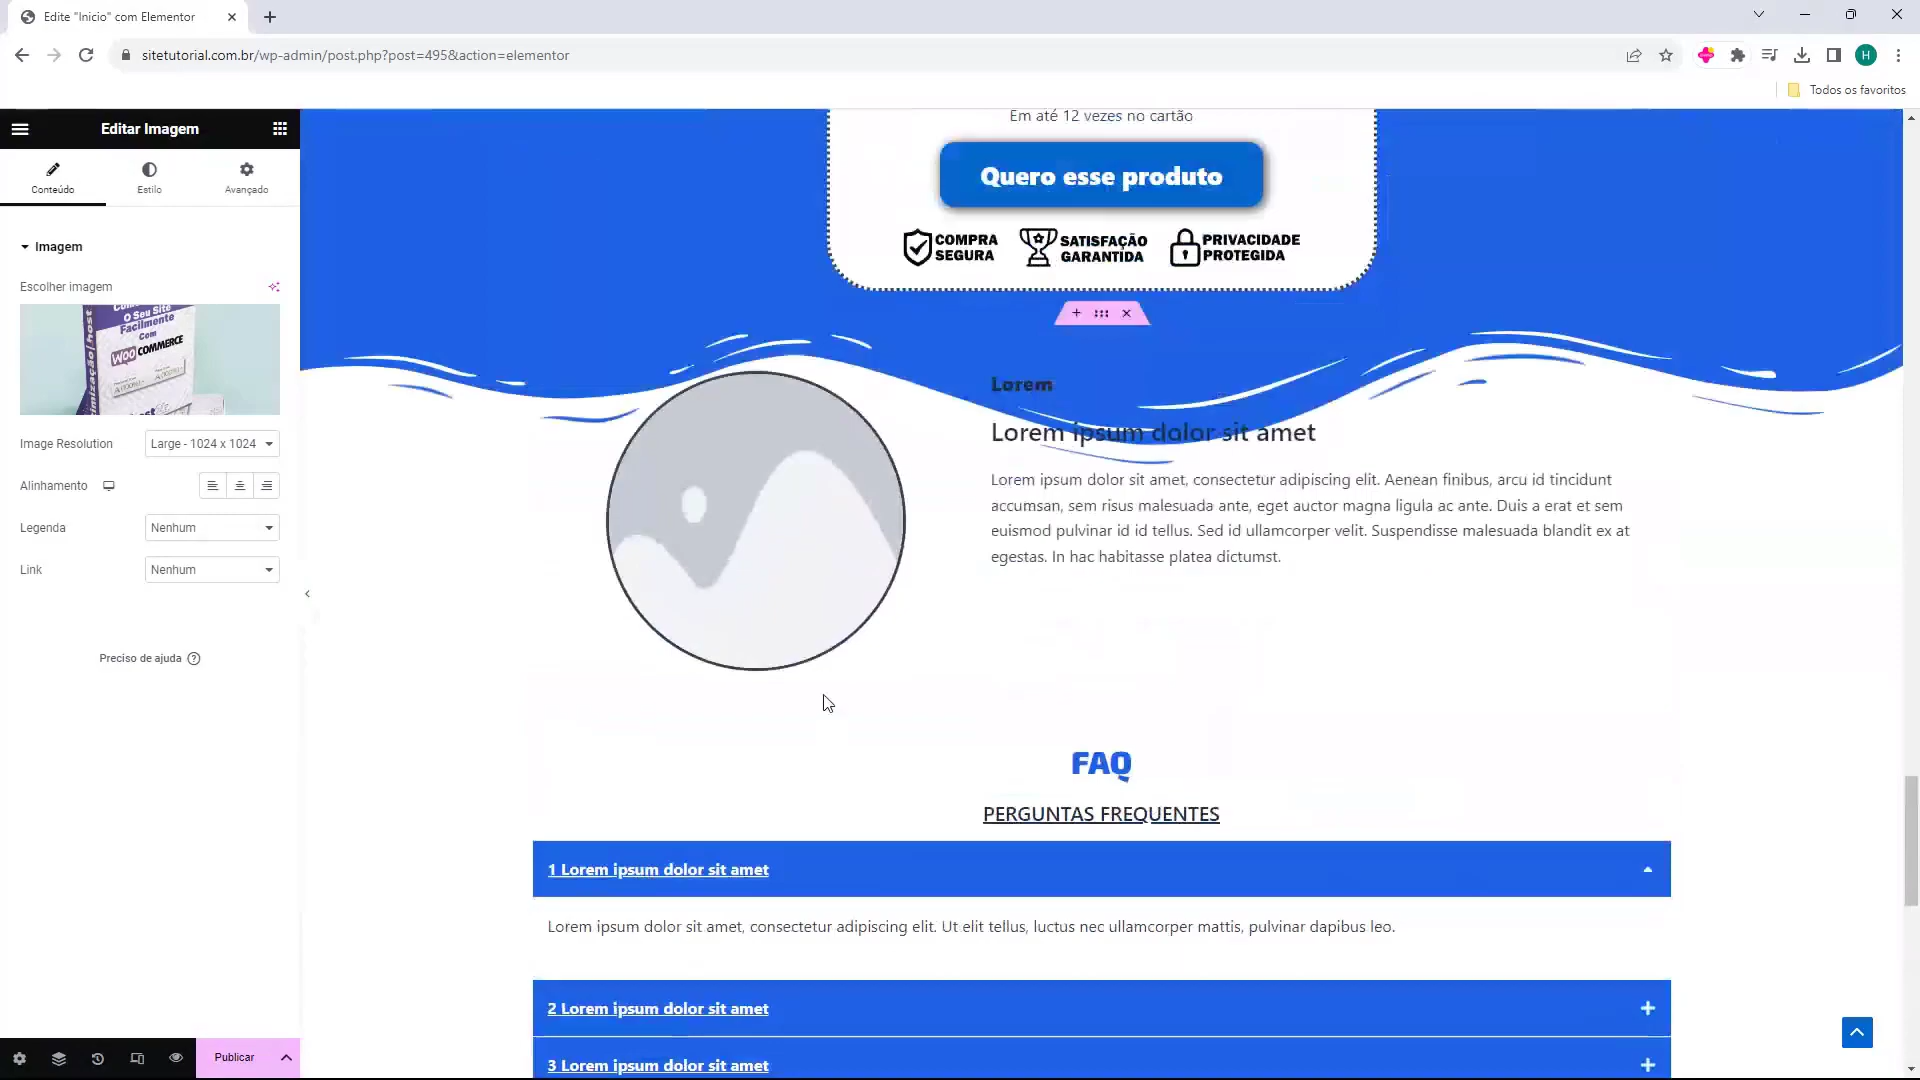 Edite "Inicio" com Elementor
sitetutorial.com.br/wp-admin/post.php?post=495&action=elementor
H
Todos os favoritos
Editar Imagem
Conteúdo
Estilo
Avançado
Imagem
Escolher imagem
O Seu Site
Facilmente
Com
WOO COMMERCE
Image Resolution
Large - 1024 x 1024
Alinhamento
Legenda
Nenhum
Link
Nenhum
Preciso de ajuda
Publicar
Em até 12 vezes no cartão
Quero esse produto
COMPRA
SEGURA
SATISFAÇÃO
GARANTIDA
PRIVACIDADE
PROTEGIDA
Lorem
Lorem ipsum dolor sit amet
Lorem ipsum dolor sit amet, consectetur adipiscing elit. Aenean finibus, arcu id tincidunt
accumsan, sem risus malesuada ante, eget auctor magna ligula ac ante. Duis a erat et sem
euismod pulvinar id id tellus. Sed id ullamcorper velit. Suspendisse malesuada blandit ex at
egestas. In hac habitasse platea dictumst.
FAQ
PERGUNTAS FREQUENTES
1 Lorem ipsum dolor sit amet
Lorem ipsum dolor sit amet, consectetur adipiscing elit. Ut elit tellus, luctus nec ullamcorper mattis, pulvinar dapibus leo.
2 Lorem ipsum dolor sit amet
3 Lorem ipsum dolor sit amet